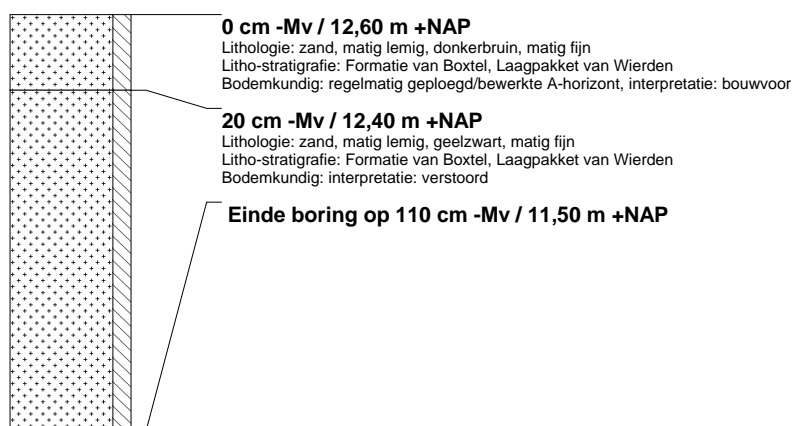 0 cm -Mv / 12,60 m +NAP
Lithologie: zand, matig lemig, donkerbruin, matig fijn
Litho-stratigrafie: Formatie van Boxtel, Laagpakket van Wierden
Bodemkundig: regelmatig geploegd/bewerkte A-horizont, interpretatie: bouwvoor
20 cm -Mv / 12,40 m +NAP
Lithologie: zand, matig lemig, geelzwart, matig fijn
Litho-stratigrafie: Formatie van Boxtel, Laagpakket van Wierden
Bodemkundig: interpretatie: verstoord
Einde boring op 110 cm -Mv / 11,50 m +NAP